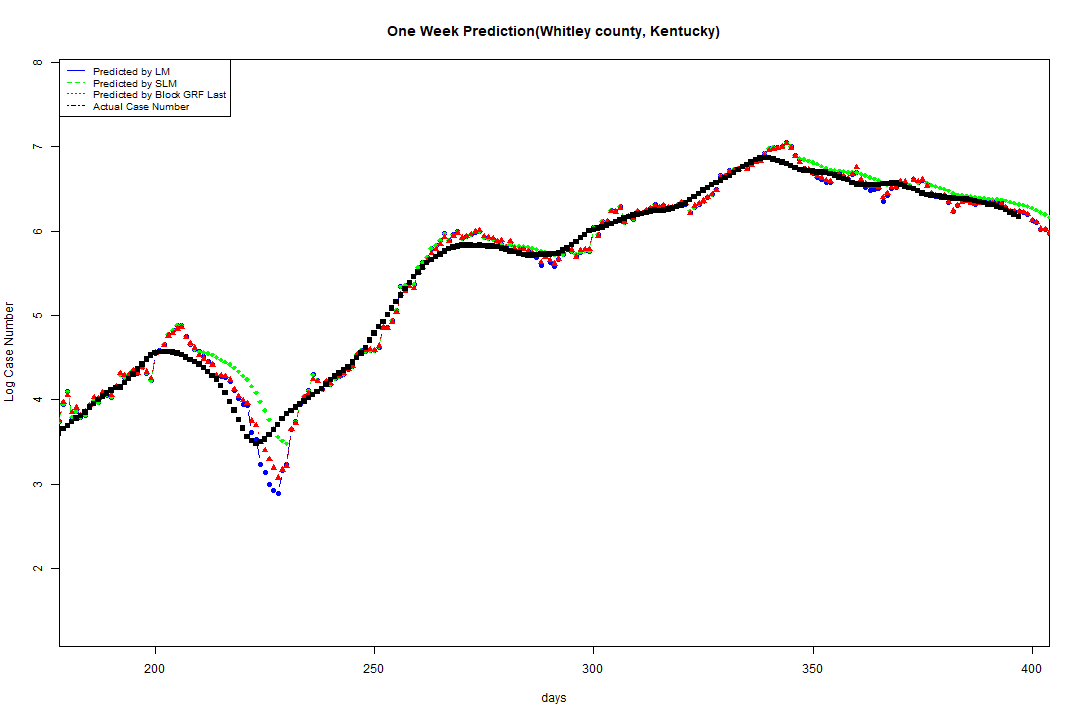 One Week Prediction(Whitley county, Kentucky)
Predicted by LM
Predicted by SLM
Predicted by Block GRF Last
Actual Case Number
Log Case Number
8
7
6
5
4
3
2
200 250 300 350 400
days